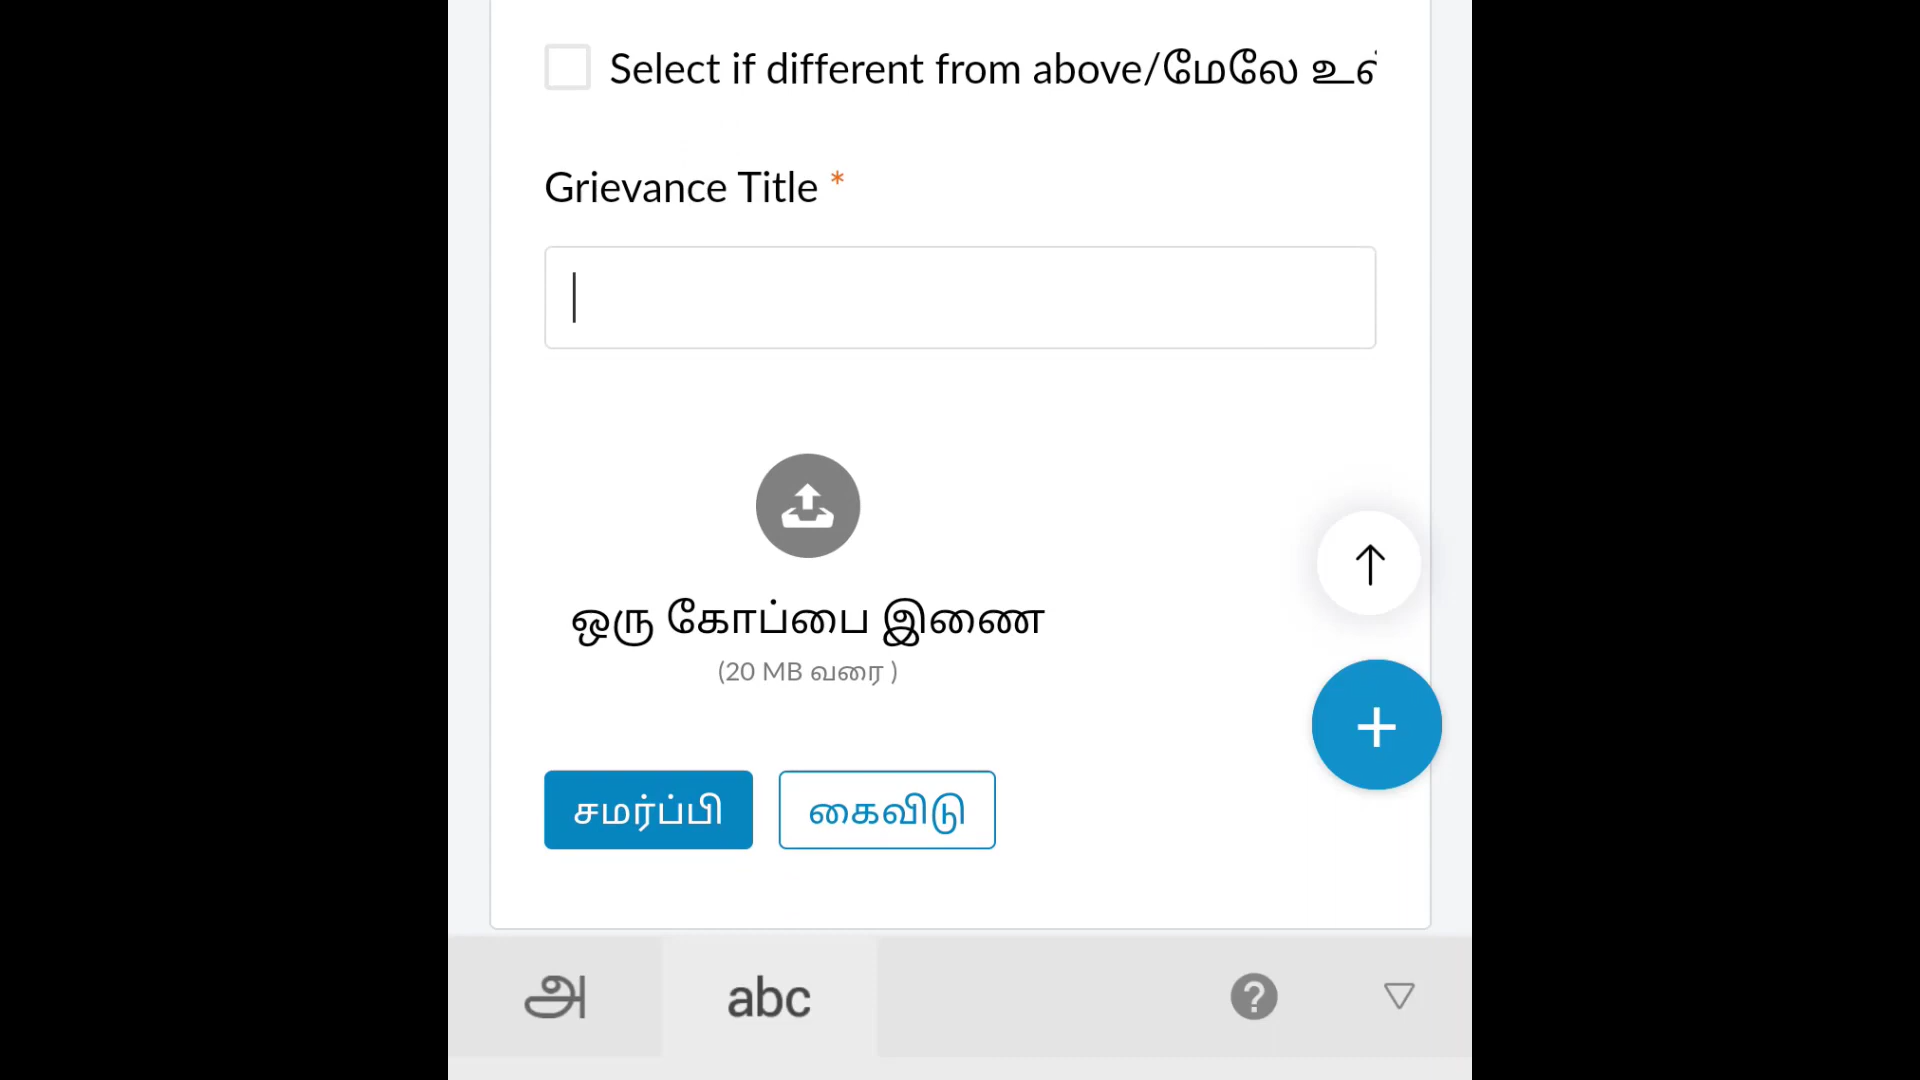 Select if different from above/மேலே
Grievance Title *
ஒரு கோப்பை இணை
(20 MB வரை )
சமர்ப்பி
கைவிடு
அ
abc